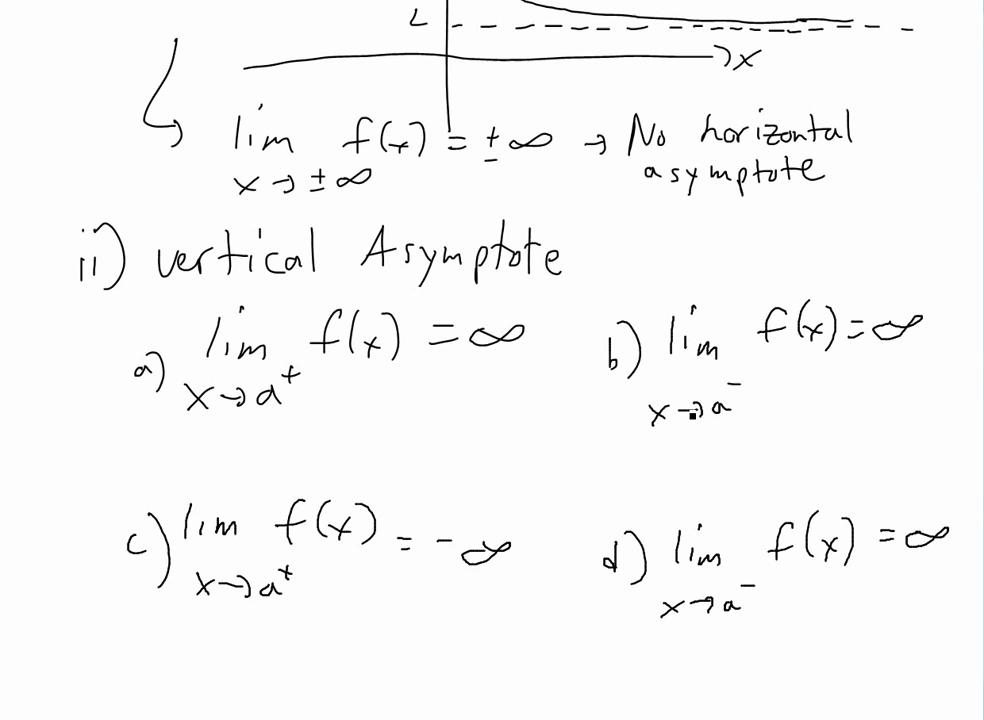 L
x
lim f(x) = ±∞ → No horizontal
x → ±∞ asymptote
ii) vertical Asymptote
a) lim f(x) = ∞ b) lim f(x) = ∞
x → a⁺ x → a⁻
c) lim f(x) = -∞ d) lim f(x) = ∞
x → a⁺ x → a⁻